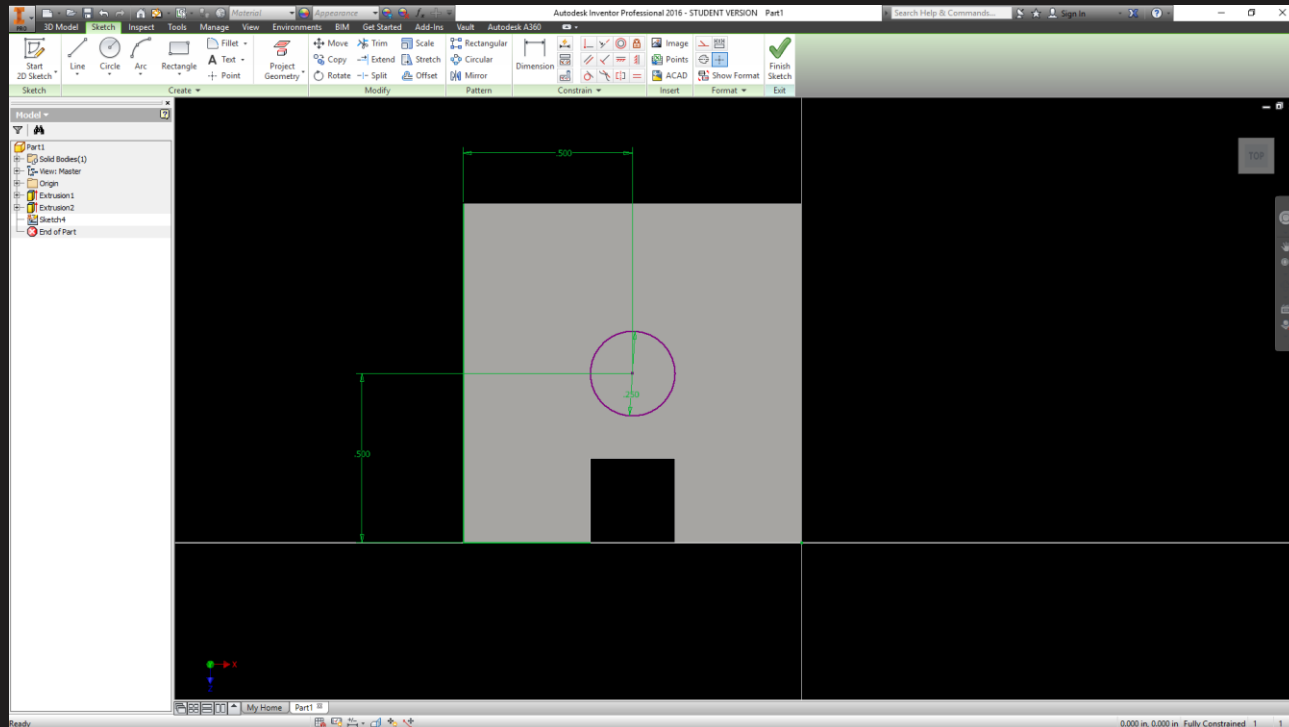 Material Appearance Autodesk Inventor Professional 2016 - STUDENT VERSION Part1 Search Help & Commands... Sign In
PRO 3D Model Sketch Inspect Tools Manage View Environments BIM Get Started Add-Ins Vault Autodesk A360
Fillet Move Trim Scale Rectangular Image
Start 2D Sketch Line Circle Arc Rectangle Text Project Geometry Copy Extend Stretch Circular Dimension Points Finish Sketch
Point Rotate Split Offset Mirror ACAD Show Format
Sketch Create Modify Pattern Constrain Insert Format Exit
Model
Part1
Solid Bodies(1)
View: Master
Origin
Extrusion1
Extrusion2
Sketch4
End of Part
.500
TOP
.250
.500
X
Z
My Home Part1
Ready 0.000 in, 0.000 in Fully Constrained 1 1